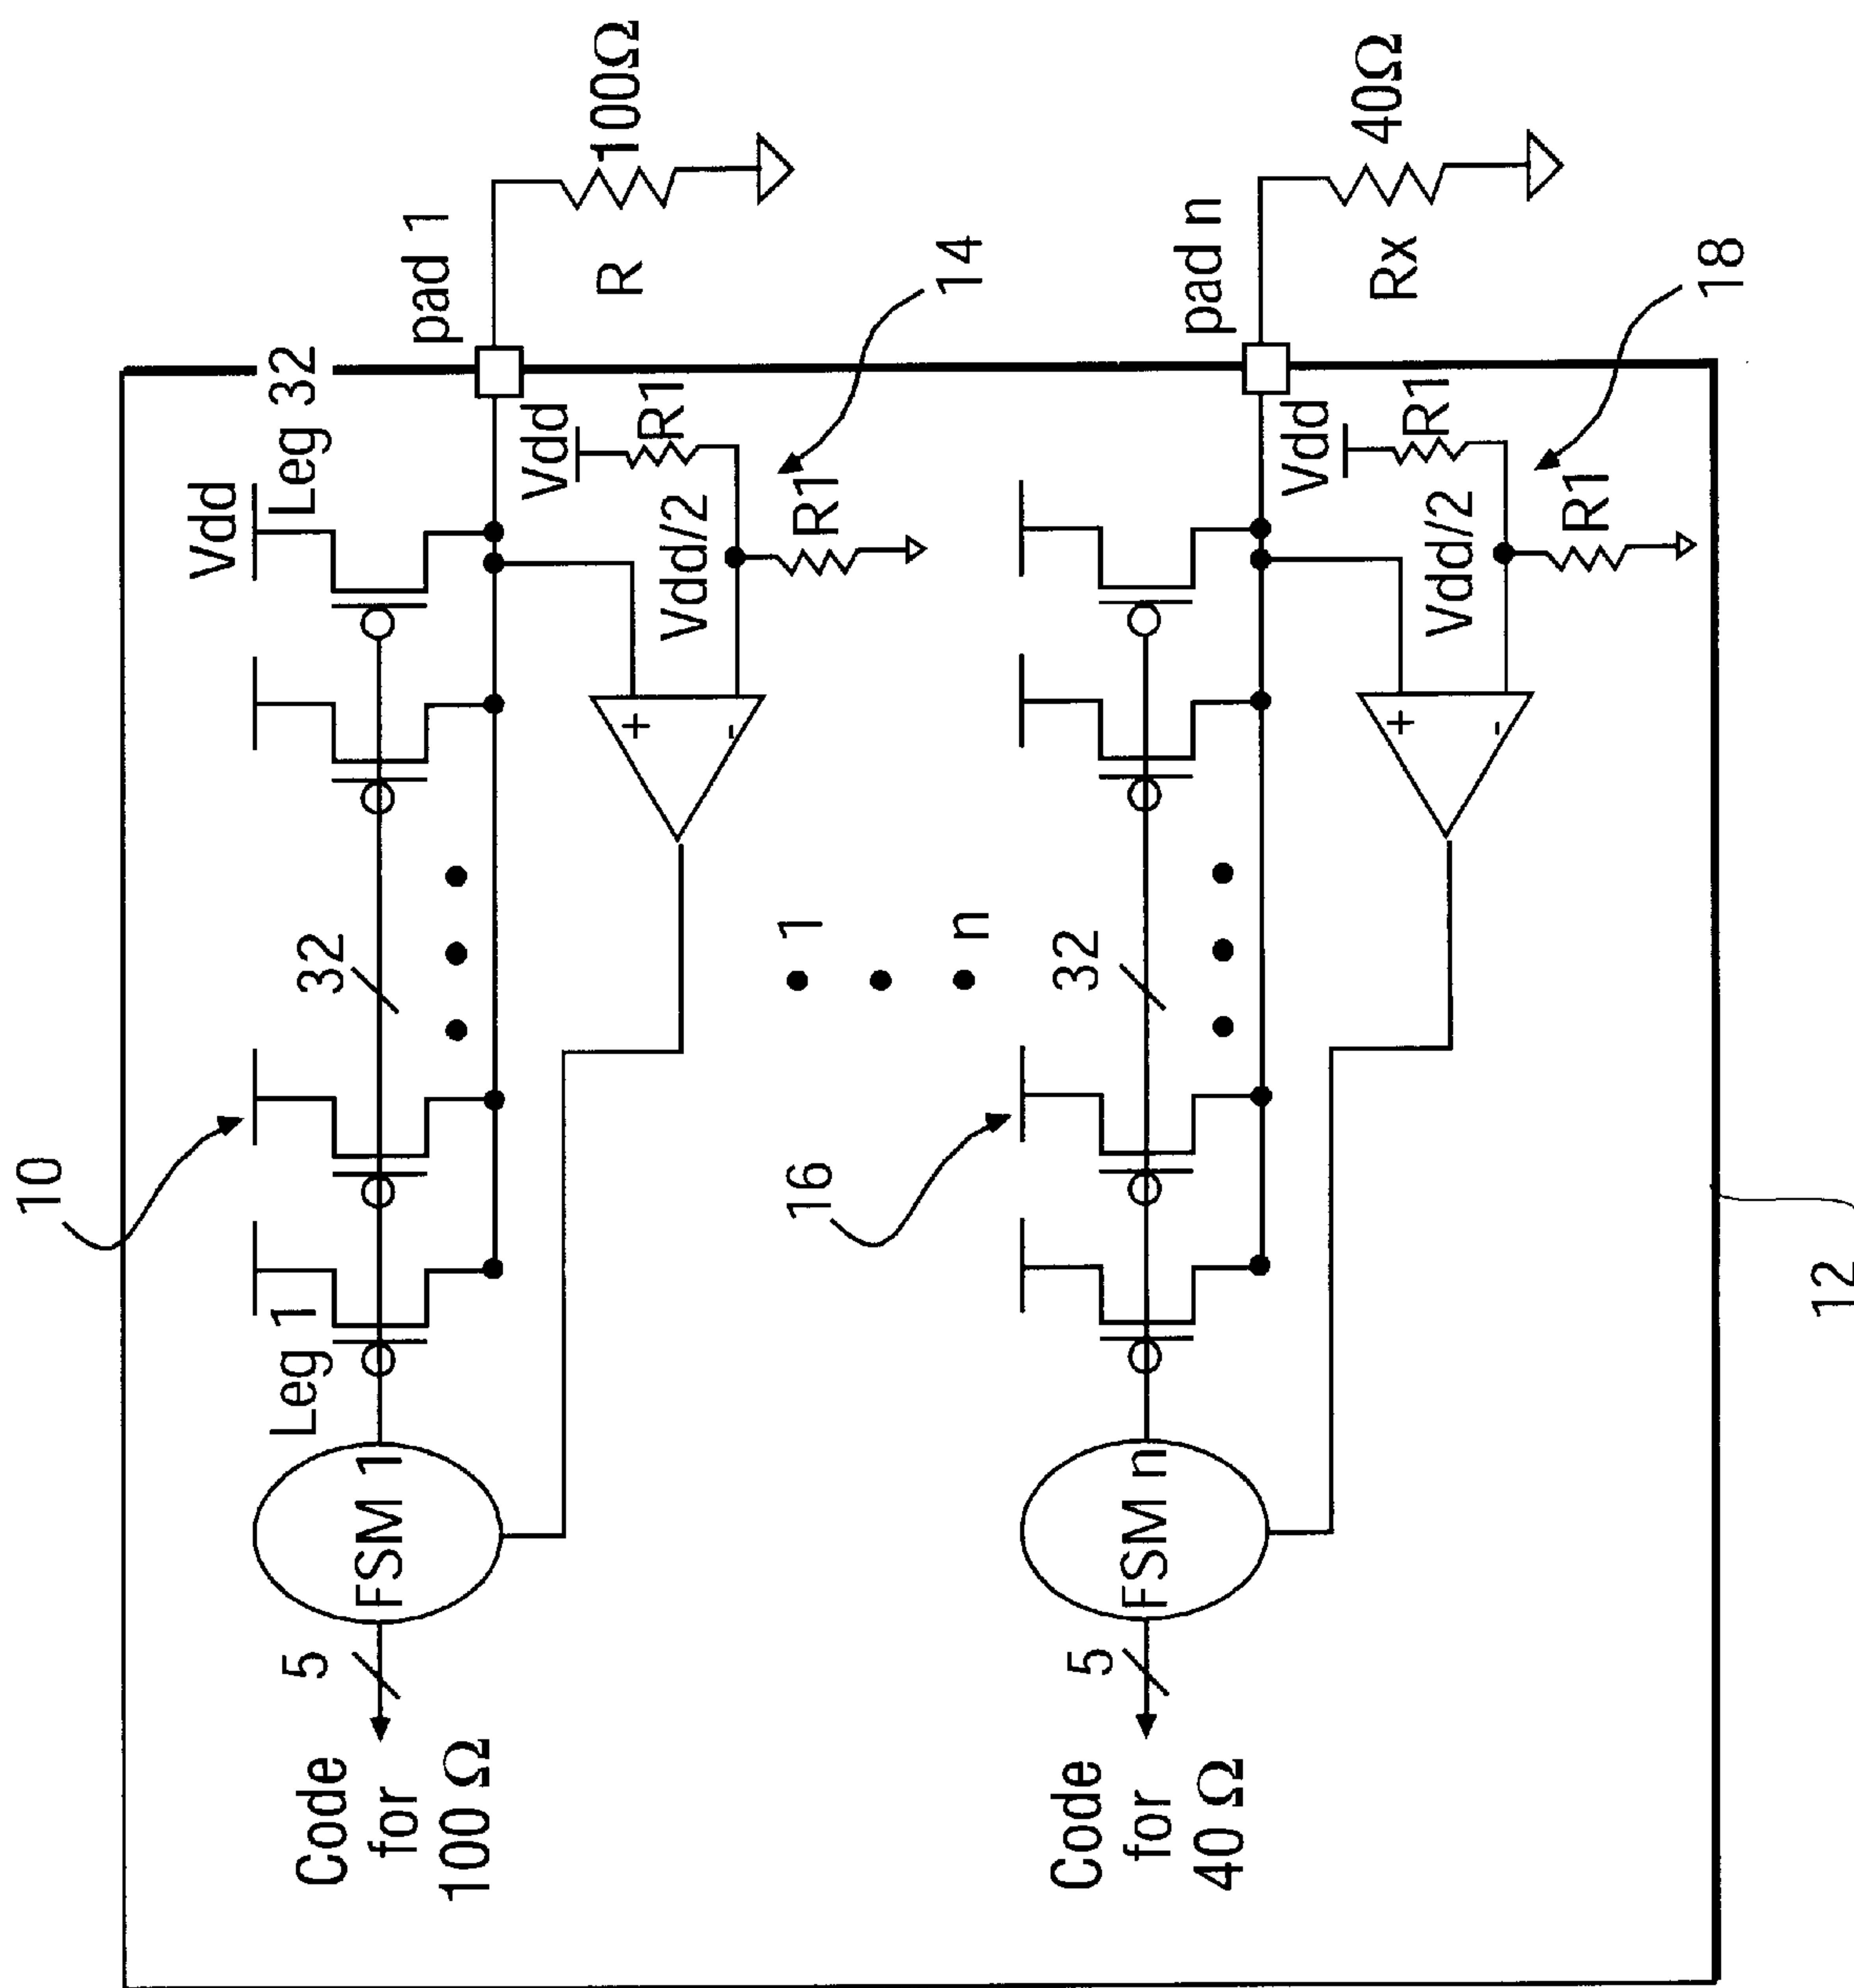 10
Vdd
Leg 32
Leg 1
32
pad 1
100Ω
R
FSM 1
5
Code
for
100 Ω
+
-
Vdd
R1
Vdd/2
R1
14
1
n
16
32
pad n
40Ω
Rx
FSM n
5
Code
for
40 Ω
+
-
Vdd
R1
Vdd/2
R1
18
12